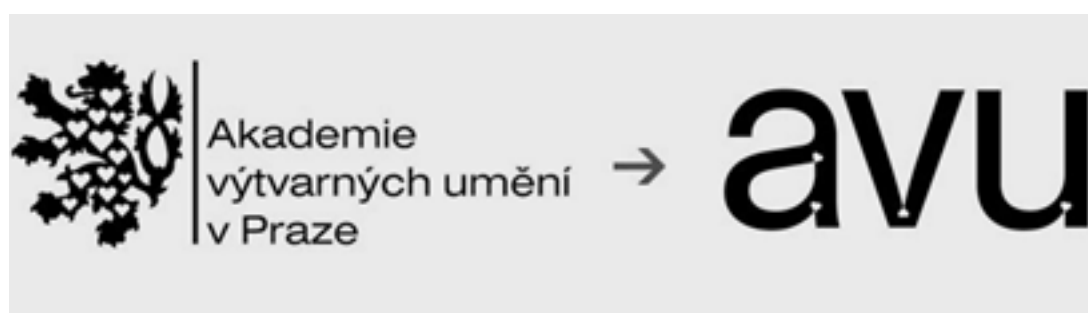 Akademie
výtvarných umění
v Praze
→
avu